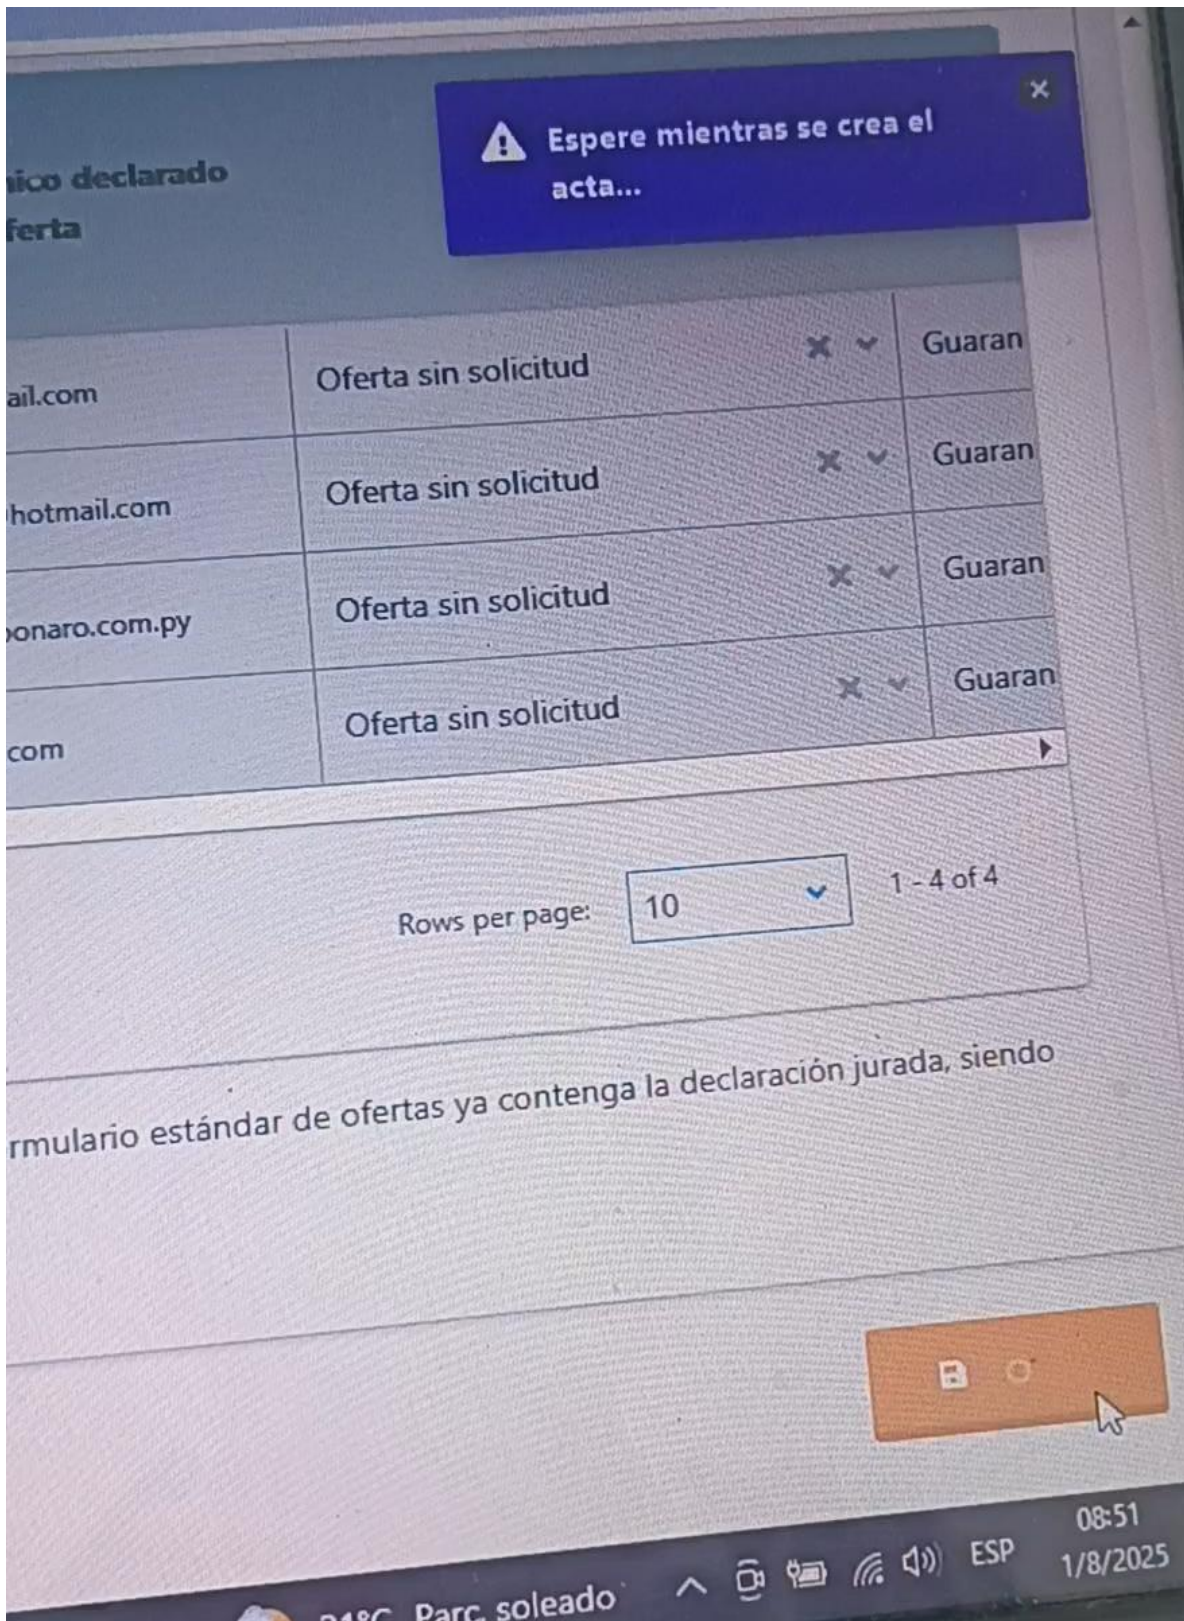 Espere mientras se crea el
acta...
nico declarado
ferta
ail.com Oferta sin solicitud Guaran
hotmail.com Oferta sin solicitud Guaran
onaro.com.py Oferta sin solicitud Guaran
com Oferta sin solicitud Guaran
Rows per page: 10 1 - 4 of 4
rmulario estándar de ofertas ya contenga la declaración jurada, siendo
Parc. soleado ESP 08:51
1/8/2025